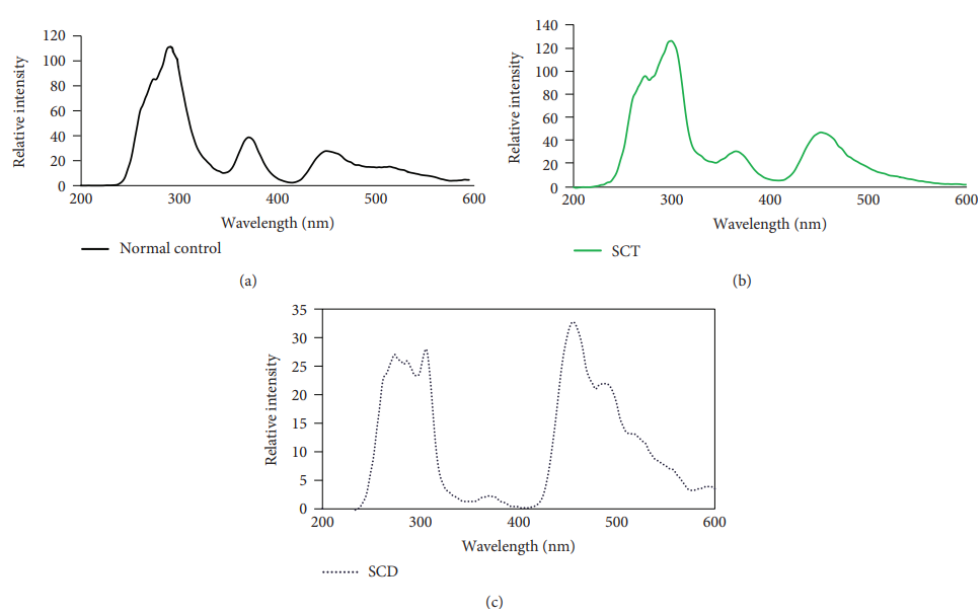 Relative intensity
120
100
80
60
40
20
0
200 300 400 500 600
Wavelength (nm)
Normal control
(a)
Relative intensity
140
120
100
80
60
40
20
0
200 300 400 500 600
Wavelength (nm)
SCT
(b)
Relative intensity
35
30
25
20
15
10
5
0
200 300 400 500 600
Wavelength (nm)
SCD
(c)